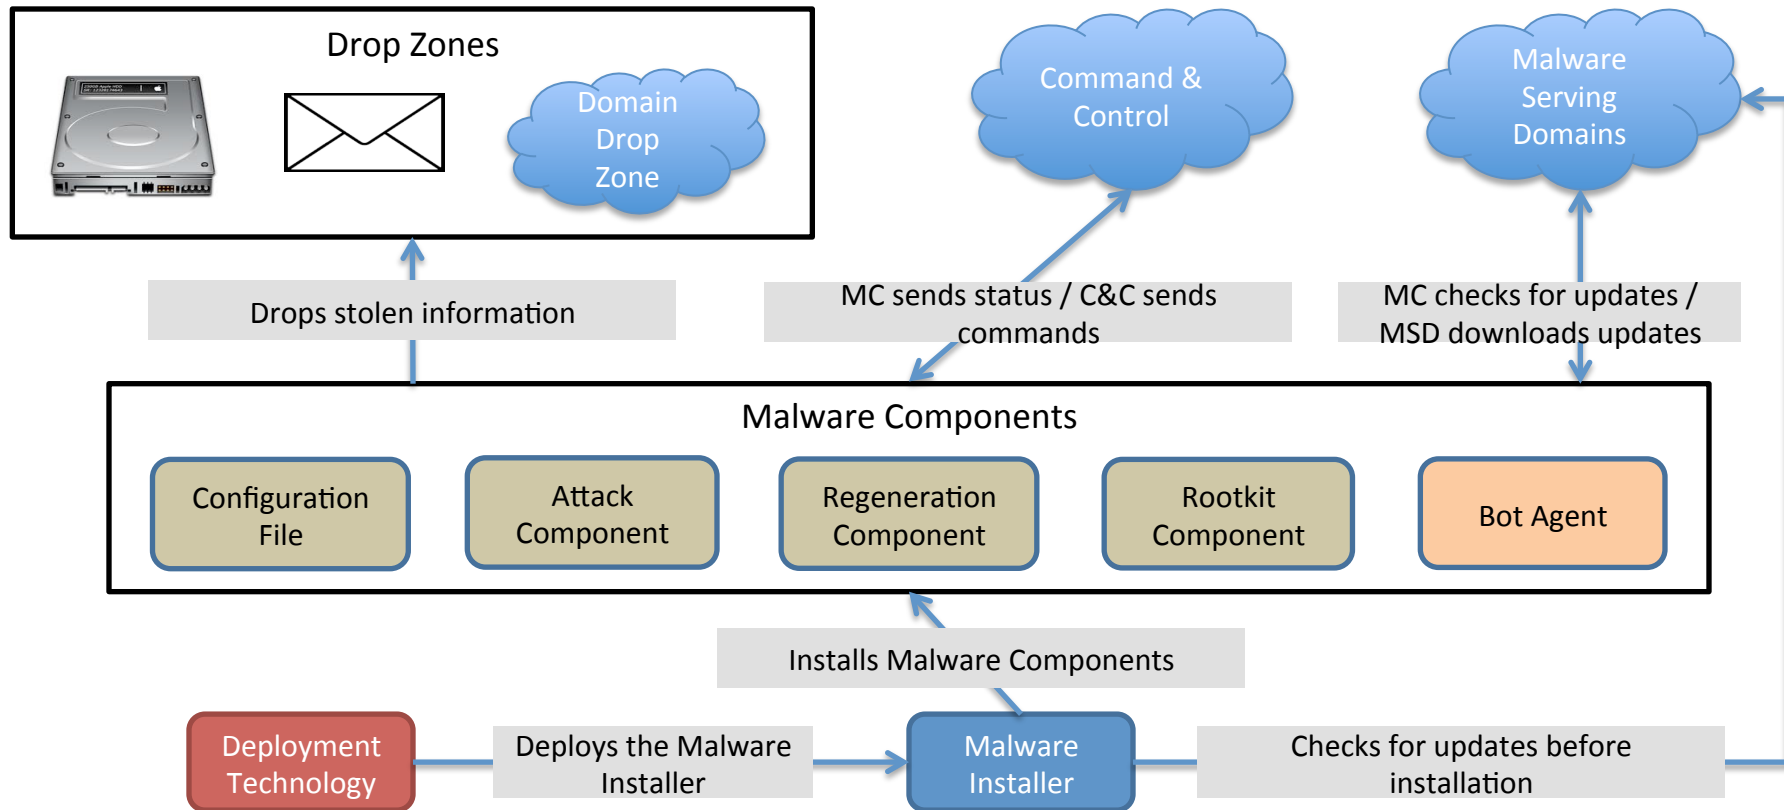 Drop Zones
Domain
Drop
Zone
Command &
Control
Malware
Serving
Domains
Drops stolen information
MC sends status / C&C sends
commands
MC checks for updates /
MSD downloads updates
Malware Components
Configuration
File
Attack
Component
Regeneration
Component
Rootkit
Component
Bot Agent
Installs Malware Components
Deployment
Technology
Deploys the Malware
Installer
Malware
Installer
Checks for updates before
installation